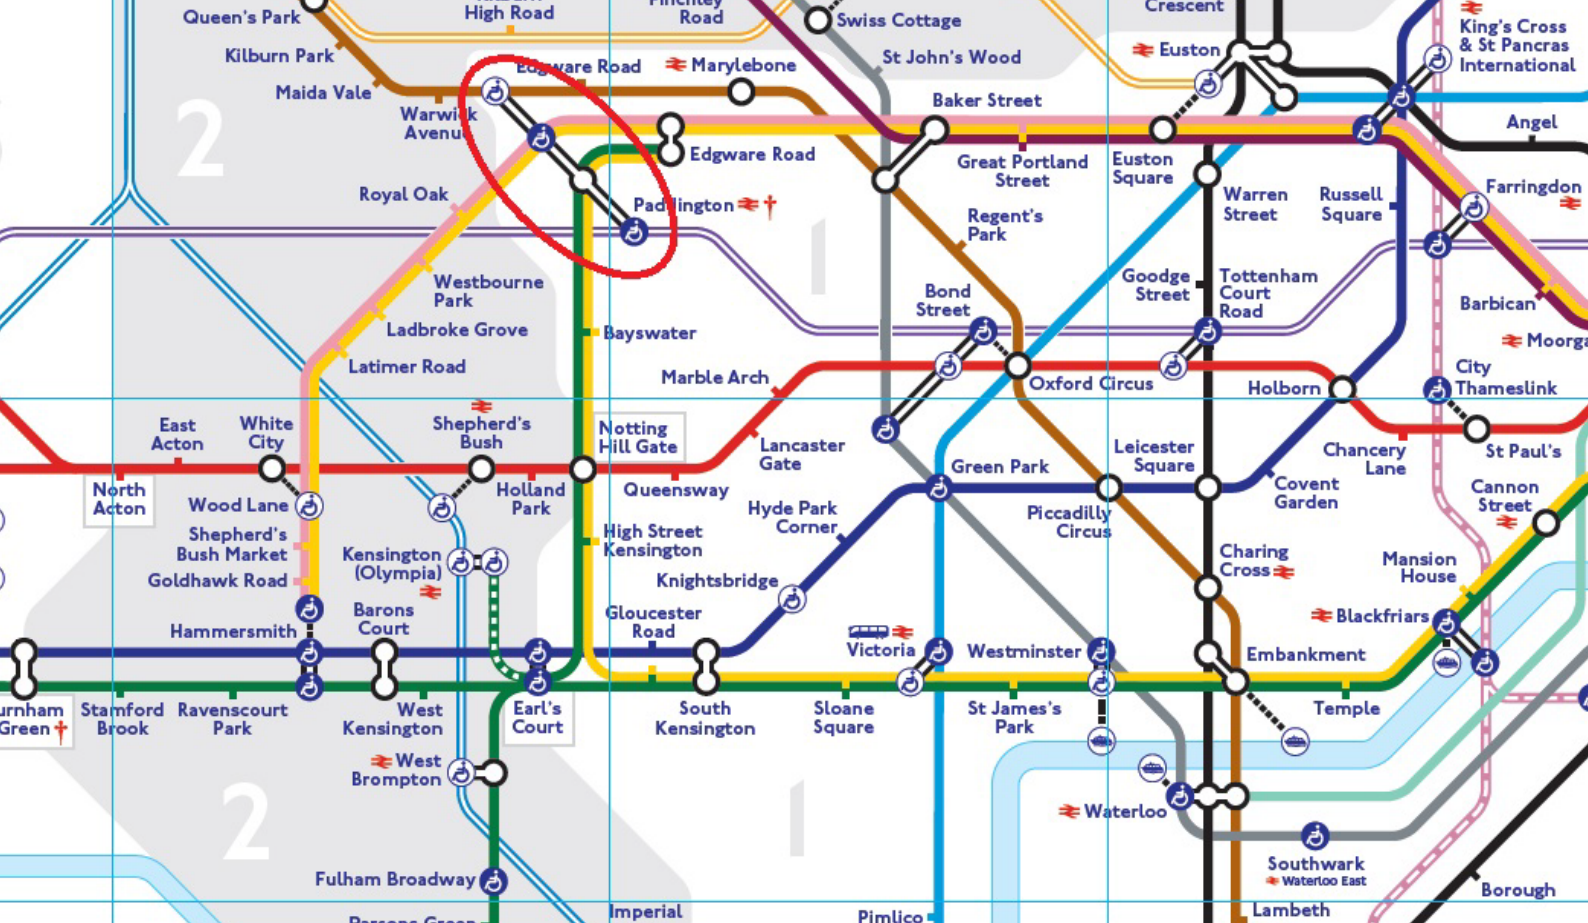 Queen's Park
High Road
Road
Swiss Cottage
Crescent
King's Cross
& St Pancras
International
Kilburn Park
St John's Wood
Euston
Maida Vale
Edgware Road
Marylebone
Warwick
Avenue
Baker Street
Angel
2
Edgware Road
Great Portland
Street
Euston
Square
Royal Oak
Paddington †
Warren
Street
Russell
Square
Farringdon
1
Regent's
Park
Westbourne
Park
Bond
Street
Goodge
Street
Tottenham
Court
Road
Barbican
Ladbroke Grove
Bayswater
Moorga
Latimer Road
Marble Arch
Oxford Circus
Holborn
City
Thameslink
East
Acton
White
City
Shepherd's
Bush
Notting
Hill Gate
Lancaster
Gate
Leicester
Square
Chancery
Lane
St Paul's
North
Acton
Wood Lane
Holland
Park
Queensway
Green Park
Covent
Garden
Cannon
Street
Hyde Park
Corner
Piccadilly
Circus
Shepherd's
Bush Market
Kensington
(Olympia)
High Street
Kensington
Goldhawk Road
Knightsbridge
Charing
Cross
Mansion
House
Barons
Court
Gloucester
Road
Blackfriars
Hammersmith
Victoria
Westminster
Embankment
urnham
Green †
Stamford
Brook
Ravenscourt
Park
West
Kensington
Earl's
Court
South
Kensington
Sloane
Square
St James's
Park
Temple
West
Brompton
2
1
Waterloo
Southwark
Waterloo East
Fulham Broadway
Borough
Imperial
Pimlico
Lambeth